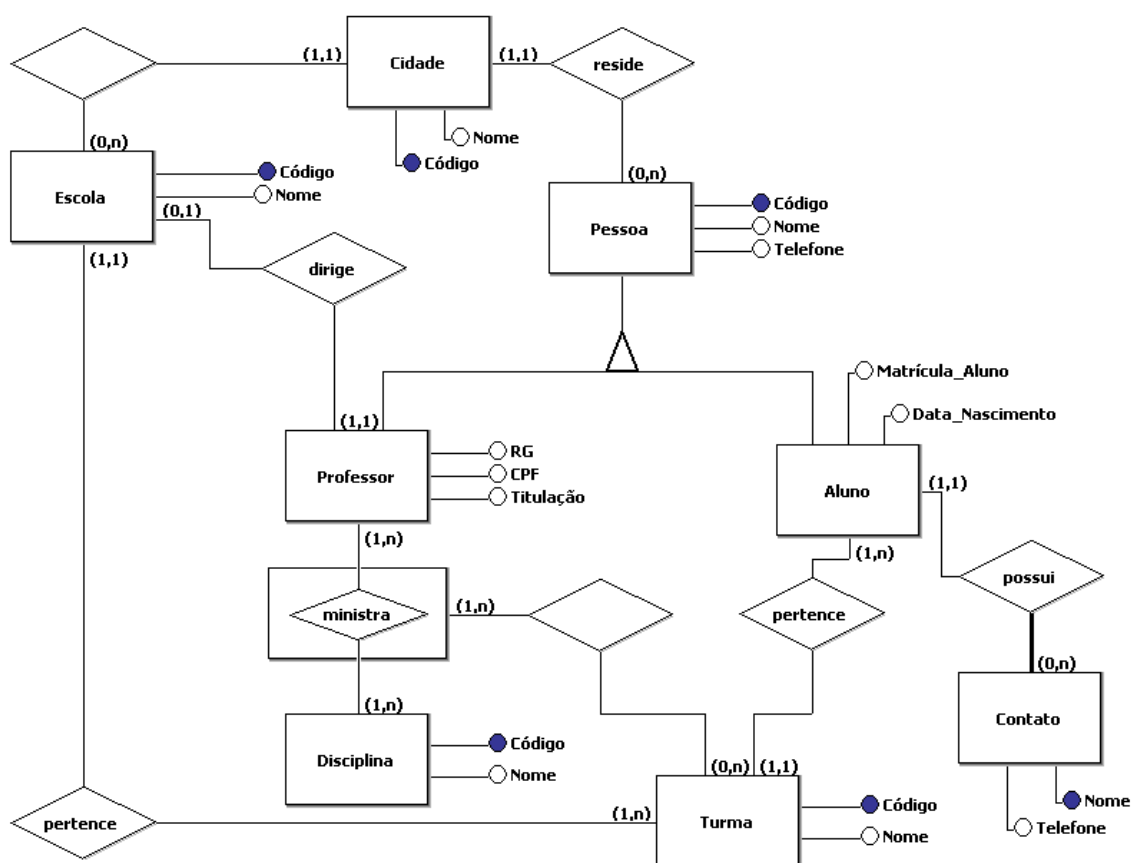 (1,1)
Cidade
(1,1)
reside
Nome
Código
(0,n)
Escola
Código
Nome
(0,1)
(1,1)
(0,n)
Pessoa
Código
Nome
Telefone
dirige
Matrícula_Aluno
Data_Nascimento
(1,1)
Professor
RG
CPF
Titulação
Aluno
(1,1)
(1,n)
(1,n)
ministra
(1,n)
pertence
possui
(1,n)
(0,n)
Disciplina
Código
Nome
Contato
Nome
Telefone
(0,n)
(1,1)
pertence
(1,n)
Turma
Código
Nome